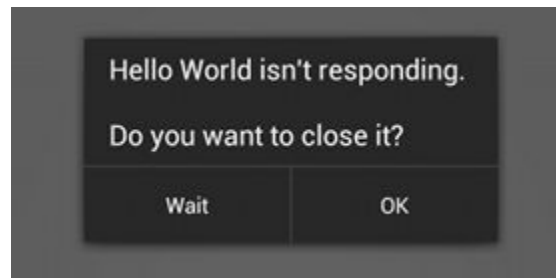 Hello World isn't responding.
Do you want to close it?
Wait
OK